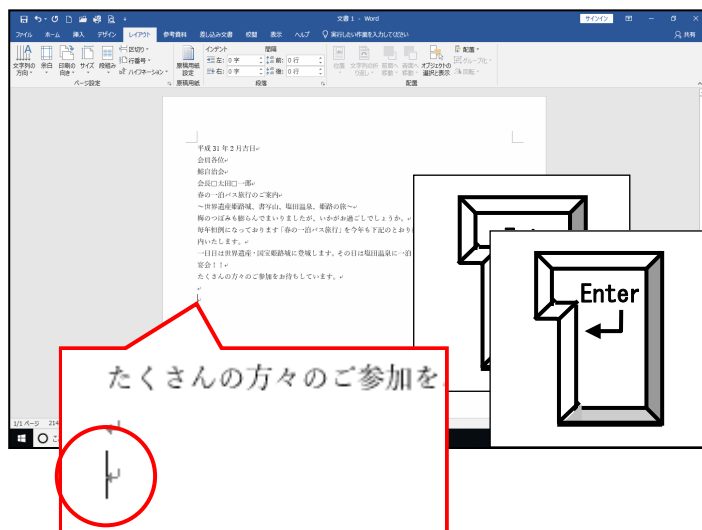 文書 1 - Word
サインイン
ファイル ホーム 挿入 デザイン レイアウト 参考資料 差し込み文書 校閲 表示 ヘルプ 実行したい作業を入力してください 共有
文字列の方向 余白 印刷の向き サイズ 段組み 区切り 行番号 ハイフネーション
ページ設定
原稿用紙設定
原稿用紙
インデント 間隔
左: 0 字 前: 0 行
右: 0 字 後: 0 行
段落
位置 文字列の折り返し 前面へ移動 背面へ移動 オブジェクトの選択と表示 配置 グループ化 回転
配置
平成 31 年 2 月吉日
会員各位
鯨自治会
会長□太田□一郎
春の一泊バス旅行のご案内
~世界遺産姫路城、書写山、塩田温泉、姫路の旅~
梅のつぼみも膨らんでまいりましたが、いかがお過ごしでしょうか。
毎年恒例になっております「春の一泊バス旅行」を今年も下記のとおり
内いたします。
一日目は世界遺産・国宝姫路城に登城します。その日は塩田温泉に一泊
宴会!!
たくさんの方々のご参加をお待ちしています。
たくさんの方々のご参加を
Enter
1/1 ページ 214